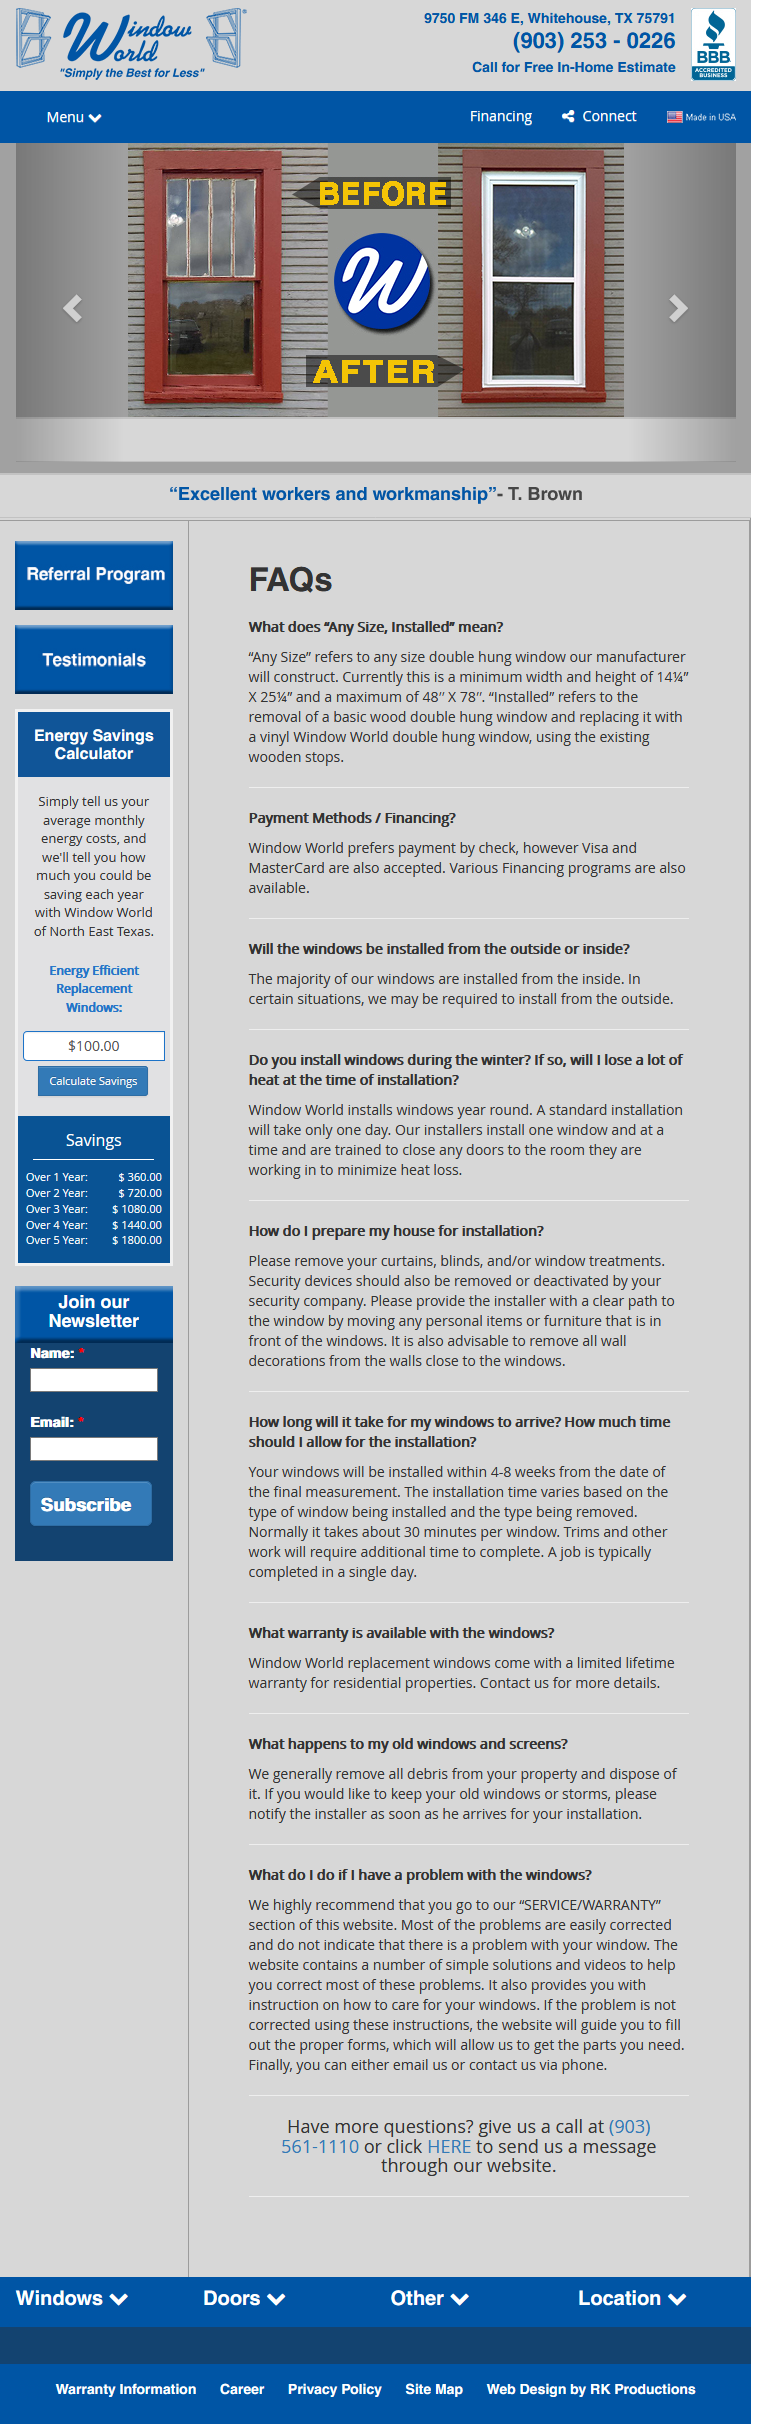 Window
World
"Simply the Best for Less"
9750 FM 346 E, Whitehouse, TX 75791
(903) 253 - 0226
Call for Free In-Home Estimate
BBB
ACCREDITED
BUSINESS
Menu
Financing
Connect
Made in USA
BEFORE
W
AFTER
“Excellent workers and workmanship”- T. Brown
Referral Program
Testimonials
Energy Savings
Calculator
Simply tell us your
average monthly
energy costs, and
we'll tell you how
much you could be
saving each year
with Window World
of North East Texas.
Energy Efficient
Replacement
Windows:
$100.00
Calculate Savings
Savings
Over 1 Year: $ 360.00
Over 2 Year: $ 720.00
Over 3 Year: $ 1080.00
Over 4 Year: $ 1440.00
Over 5 Year: $ 1800.00
Join our
Newsletter
Name: *
Email: *
Subscribe
FAQs
What does “Any Size, Installed” mean?
“Any Size” refers to any size double hung window our manufacturer
will construct. Currently this is a minimum width and height of 14¼”
X 25¼” and a maximum of 48″ X 78″. “Installed” refers to the
removal of a basic wood double hung window and replacing it with
a vinyl Window World double hung window, using the existing
wooden stops.
Payment Methods / Financing?
Window World prefers payment by check, however Visa and
MasterCard are also accepted. Various Financing programs are also
available.
Will the windows be installed from the outside or inside?
The majority of our windows are installed from the inside. In
certain situations, we may be required to install from the outside.
Do you install windows during the winter? If so, will I lose a lot of
heat at the time of installation?
Window World installs windows year round. A standard installation
will take only one day. Our installers install one window and at a
time and are trained to close any doors to the room they are
working in to minimize heat loss.
How do I prepare my house for installation?
Please remove your curtains, blinds, and/or window treatments.
Security devices should also be removed or deactivated by your
security company. Please provide the installer with a clear path to
the window by moving any personal items or furniture that is in
front of the windows. It is also advisable to remove all wall
decorations from the walls close to the windows.
How long will it take for my windows to arrive? How much time
should I allow for the installation?
Your windows will be installed within 4-8 weeks from the date of
the final measurement. The installation time varies based on the
type of window being installed and the type being removed.
Normally it takes about 30 minutes per window. Trims and other
work will require additional time to complete. A job is typically
completed in a single day.
What warranty is available with the windows?
Window World replacement windows come with a limited lifetime
warranty for residential properties. Contact us for more details.
What happens to my old windows and screens?
We generally remove all debris from your property and dispose of
it. If you would like to keep your old windows or storms, please
notify the installer as soon as he arrives for your installation.
What do I do if I have a problem with the windows?
We highly recommend that you go to our “SERVICE/WARRANTY”
section of this website. Most of the problems are easily corrected
and do not indicate that there is a problem with your window. The
website contains a number of simple solutions and videos to help
you correct most of these problems. It also provides you with
instruction on how to care for your windows. If the problem is not
corrected using these instructions, the website will guide you to fill
out the proper forms, which will allow us to get the parts you need.
Finally, you can either email us or contact us via phone.
Have more questions? give us a call at (903)
561-1110 or click HERE to send us a message
through our website.
Windows
Doors
Other
Location
Warranty Information
Career
Privacy Policy
Site Map
Web Design by RK Productions